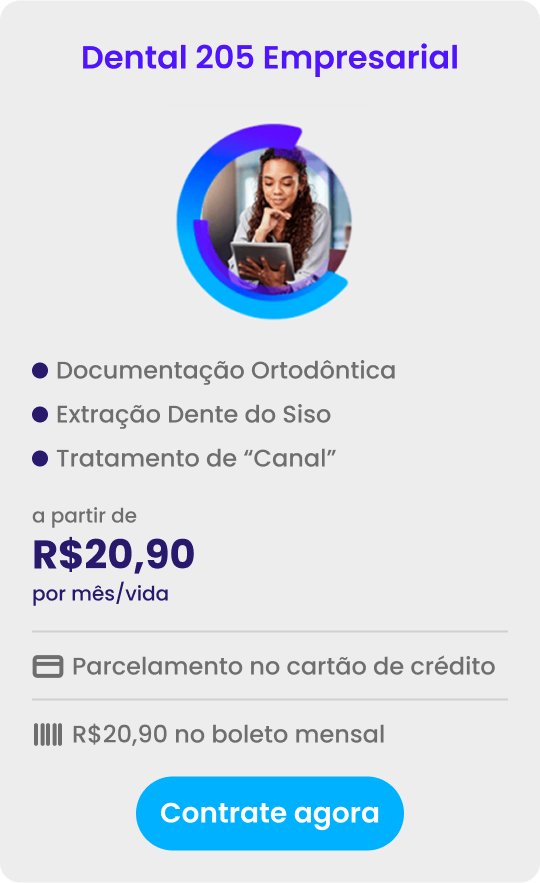 Dental 205 Empresarial
Documentação Ortodôntica
Extração Dente do Siso
Tratamento de “Canal”
a partir de
R$20,90
por mês/vida
Parcelamento no cartão de crédito
R$20,90 no boleto mensal
Contrate agora